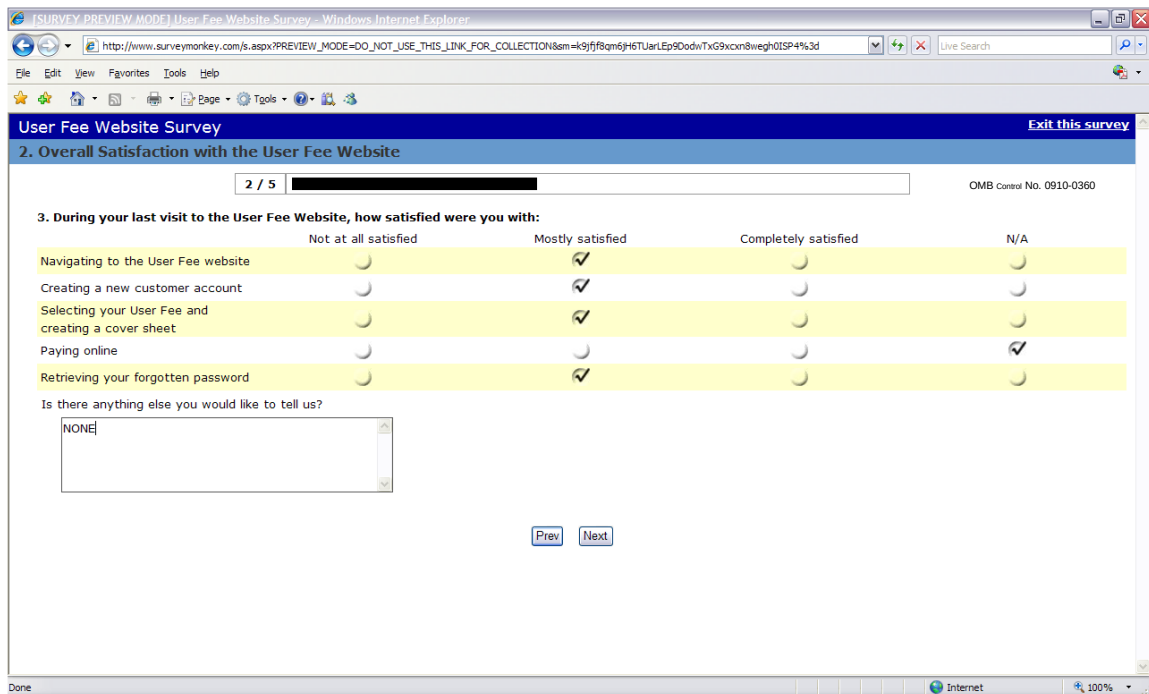 [SURVEY PREVIEW MODE] User Fee Website Survey - Windows Internet Explorer
http://www.surveymonkey.com/s.aspx?PREVIEW_MODE=DO_NOT_USE_THIS_LINK_FOR_COLLECTION&sm=k9jfjf8qm6jH6TUarLEp9DodwTxG9xcxn8wegh0ISP4%3d
Live Search
File Edit View Favorites Tools Help
Page Tools
User Fee Website Survey
Exit this survey
2. Overall Satisfaction with the User Fee Website
2 / 5
OMB Control No. 0910-0360
3. During your last visit to the User Fee Website, how satisfied were you with:
Not at all satisfied Mostly satisfied Completely satisfied N/A
Navigating to the User Fee website
Creating a new customer account
Selecting your User Fee and
creating a cover sheet
Paying online
Retrieving your forgotten password
Is there anything else you would like to tell us?
NONE
Prev Next
Done
Internet
100%